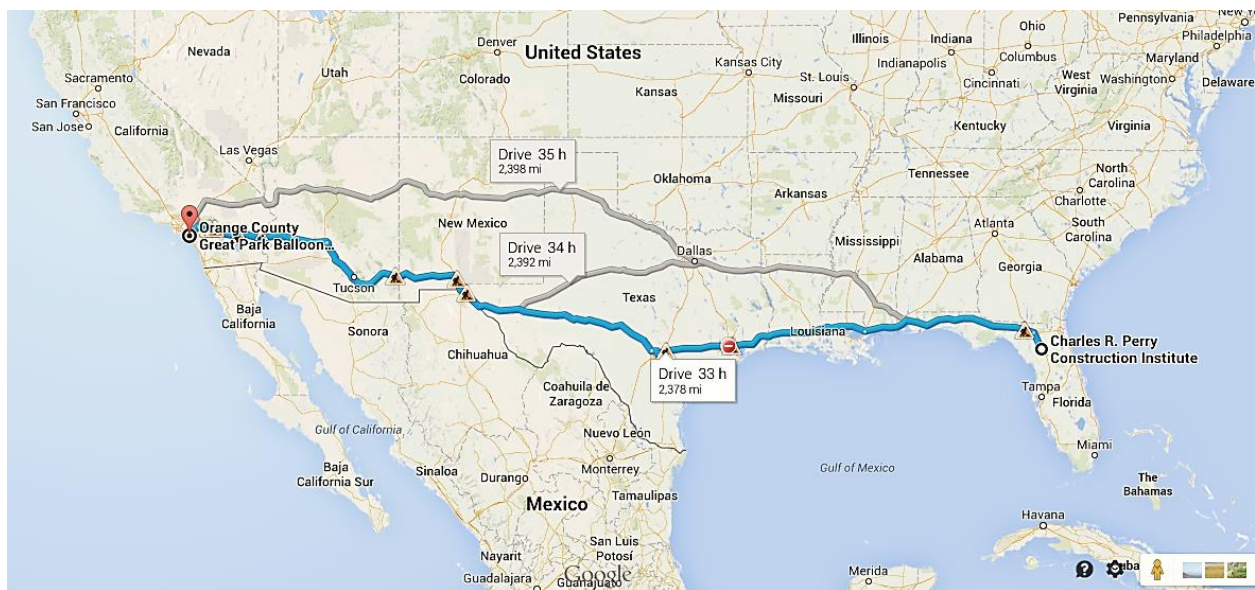 Pennsylvania
New Y
Philadelphia
Ohio
Columbus
Illinois
Indiana
Indianapolis
Cincinnati
West
Virginia
Maryland
Washington
Delaware
Nevada
Denver
United States
Kansas City
St. Louis
Utah
Colorado
Kansas
Missouri
Sacramento
San Francisco
San Jose
California
Las Vegas
Kentucky
Virginia
Drive 35 h
2,398 mi
Oklahoma
Arkansas
Tennessee
North
Carolina
Charlotte
Orange County
Great Park Balloon...
New Mexico
Drive 34 h
2,392 mi
Dallas
Mississippi
Atlanta
South
Carolina
Alabama
Georgia
Tucson
Texas
Louisiana
Baja
California
Sonora
Chihuahua
Charles R. Perry
Construction Institute
Drive 33 h
2,378 mi
Coahuila de
Zaragoza
Tampa
Florida
Gulf of California
Nuevo León
Miami
Baja
California Sur
Sinaloa
Durango
Monterrey
Gulf of Mexico
The
Bahamas
Mexico
Tamaulipas
Havana
San Luis
Potosí
Nayarit
Google
Guadalajara
Guanajuato
Merida
uba